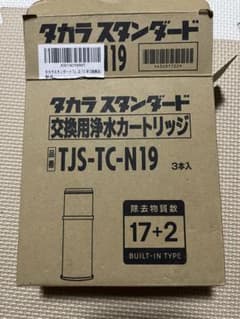 タカラ スタンダード
N19
タカラ スタンダード
交換用浄水カートリッジ
品番 TJS-TC-N19
3本入
除去物質数
17+2
BUILT-IN TYPE